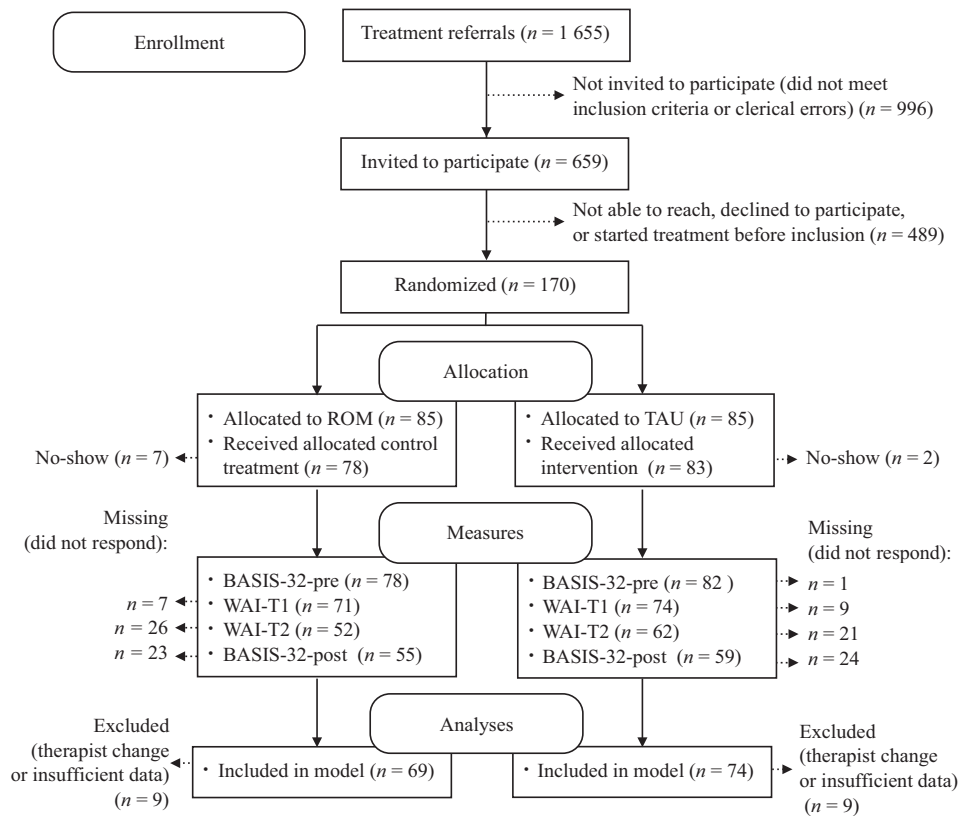 Enrollment
Treatment referrals (n = 1 655)
Not invited to participate (did not meet
inclusion criteria or clerical errors) (n = 996)
Invited to participate (n = 659)
Not able to reach, declined to participate,
or started treatment before inclusion (n = 489)
Randomized (n = 170)
Allocation
· Allocated to ROM (n = 85)
· Received allocated control
treatment (n = 78)
No-show (n = 7)
· Allocated to TAU (n = 85)
· Received allocated
intervention (n = 83)
No-show (n = 2)
Measures
Missing
(did not respond):
· BASIS-32-pre (n = 78)
· WAI-T1 (n = 71)
· WAI-T2 (n = 52)
· BASIS-32-post (n = 55)
n = 7
n = 26
n = 23
· BASIS-32-pre (n = 82 )
· WAI-T1 (n = 74)
· WAI-T2 (n = 62)
· BASIS-32-post (n = 59)
Missing
(did not respond):
n = 1
n = 9
n = 21
n = 24
Analyses
Excluded
(therapist change
or insufficient data)
(n = 9)
· Included in model (n = 69)
· Included in model (n = 74)
Excluded
(therapist change
or insufficient data)
(n = 9)